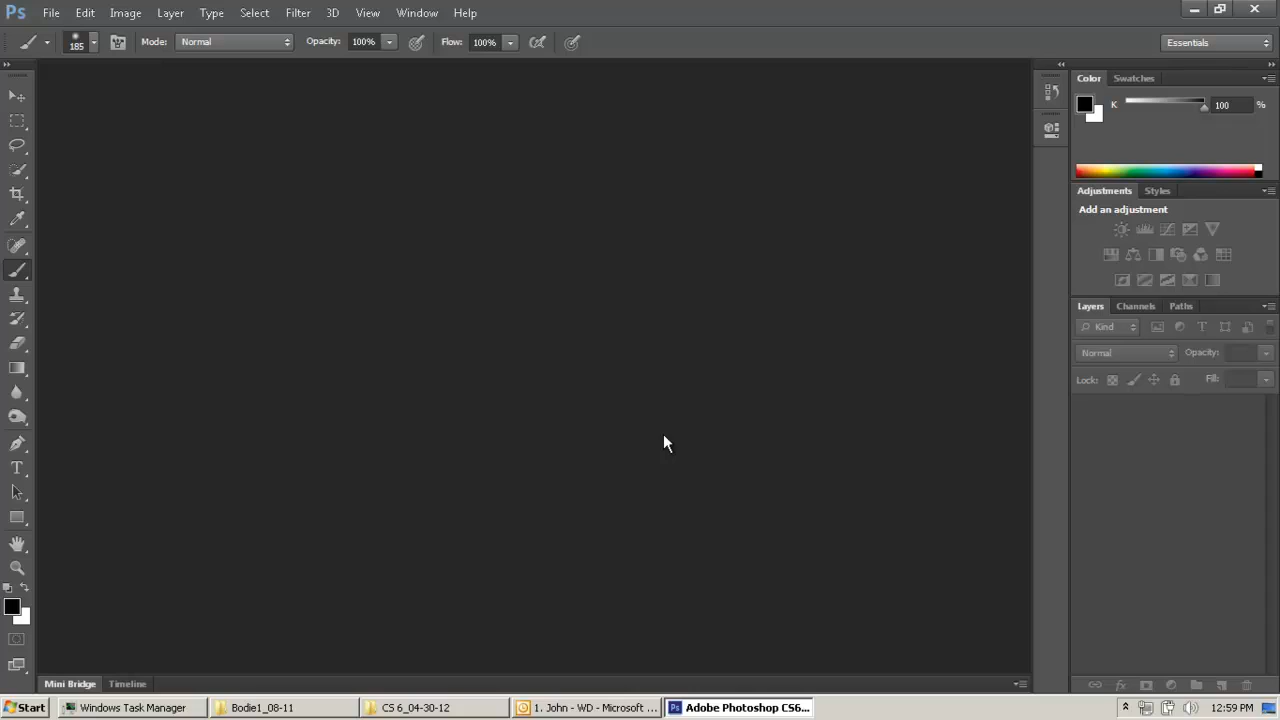 Ps File Edit Image Layer Type Select Filter 3D View Window Help
185 Mode: Normal Opacity: 100% Flow: 100% Essentials
Color Swatches
K 100 %
Adjustments Styles
Add an adjustment
Layers Channels Paths
Kind T
Normal Opacity:
Lock: Fill:
T
Mini Bridge Timeline
Start Windows Task Manager Bodie1_08-11 CS 6_04-30-12 1. John - WD - Microsoft ... Ps Adobe Photoshop CS6... 12:59 PM